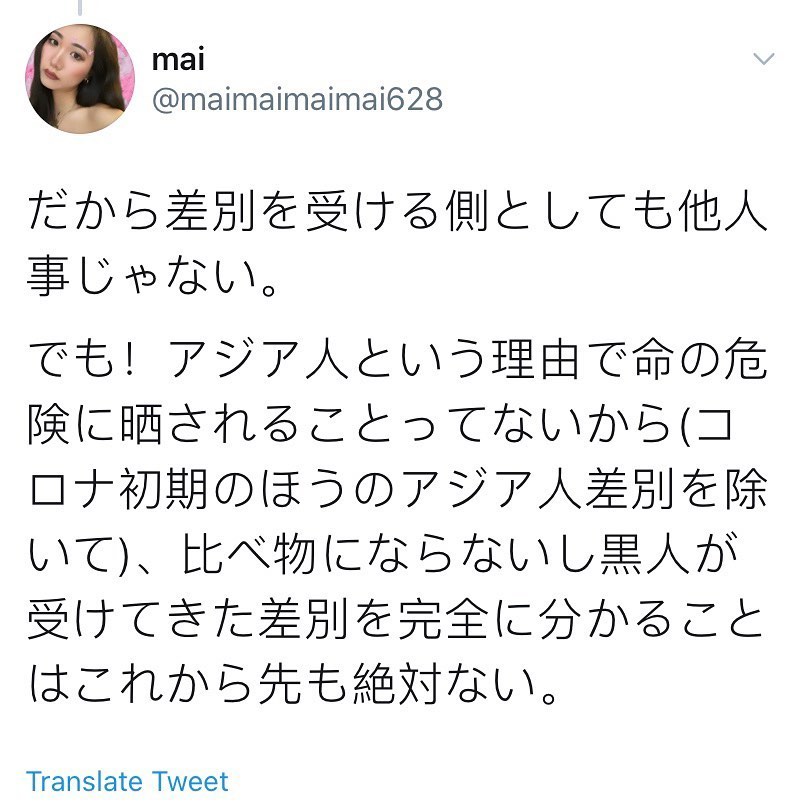 mai
@maimaimaimai628
だから差別を受ける側としても他人
事じゃない。
でも！アジア人という理由で命の危
険に晒されることってないから(コ
ロナ初期のほうのアジア人差別を除
いて)、比べ物にならないし黒人が
受けてきた差別を完全に分かること
はこれから先も絶対ない。
Translate Tweet